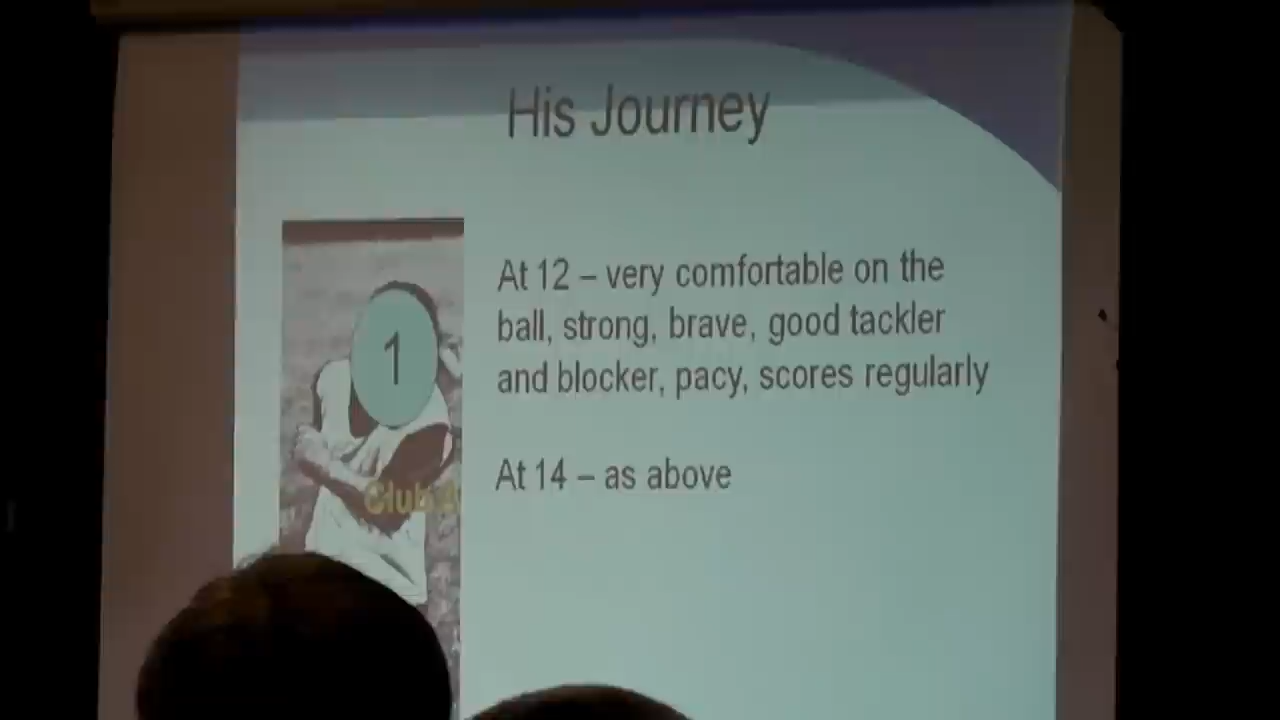 His Journey
1
Club
At 12 – very comfortable on the
ball, strong, brave, good tackler
and blocker, pacy, scores regularly
At 14 – as above